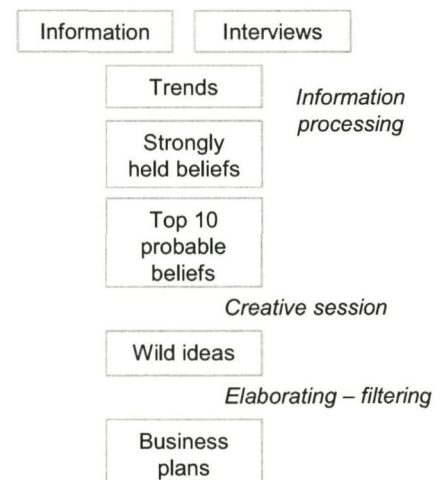 Information
Interviews
Trends
Information
processing
Strongly
held beliefs
Top 10
probable
beliefs
Creative session
Wild ideas
Elaborating – filtering
Business
plans